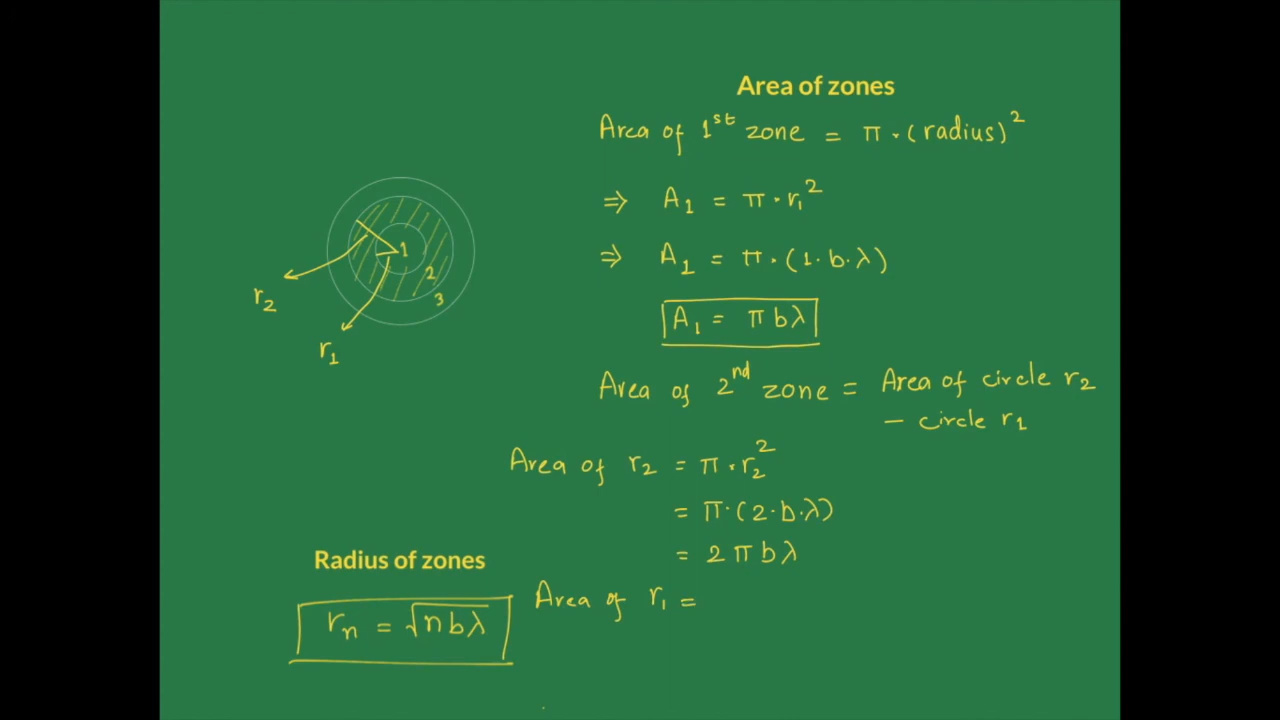 Area of zones
Area of 1st zone = π · (radius)²
⇒ A₁ = π · r₁²
⇒ A₁ = π · (1 · b · λ)
A₁ = π b λ
Area of 2nd zone = Area of circle r₂
− circle r₁
Area of r₂ = π · r₂²
= π · (2 · b · λ)
= 2 π b λ
Area of r₁ =
1
2
3
r₂
r₁
Radius of zones
rₙ = √nbλ